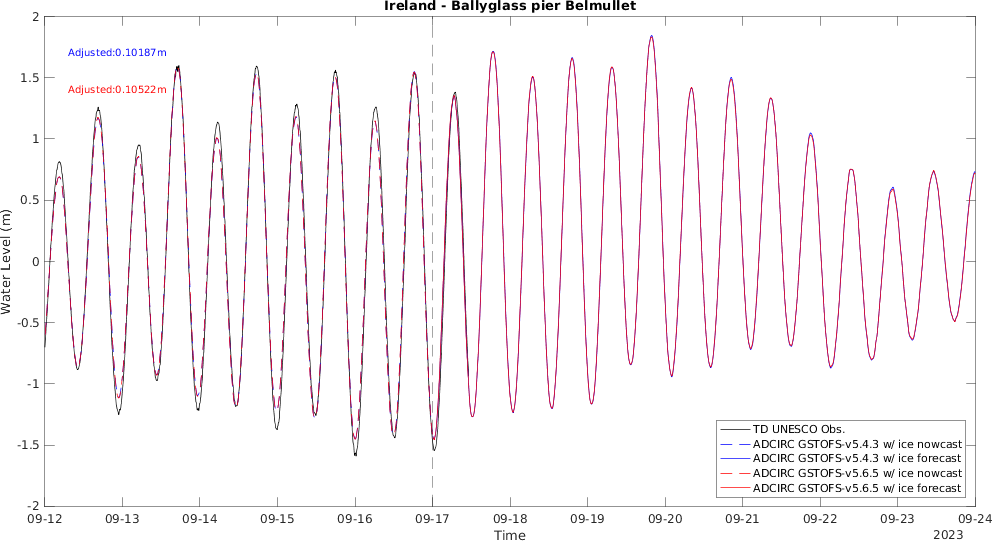 Ireland - Ballyglass pier Belmullet
2
1.5
1
0.5
0
-0.5
-1
-1.5
-2
Water Level (m)
Adjusted:0.10187m
Adjusted:0.10522m
TD UNESCO Obs.
ADCIRC GSTOFS-v5.4.3 w/ ice nowcast
ADCIRC GSTOFS-v5.4.3 w/ ice forecast
ADCIRC GSTOFS-v5.6.5 w/ ice nowcast
ADCIRC GSTOFS-v5.6.5 w/ ice forecast
09-12 09-13 09-14 09-15 09-16 09-17 09-18 09-19 09-20 09-21 09-22 09-23 09-24
Time
2023